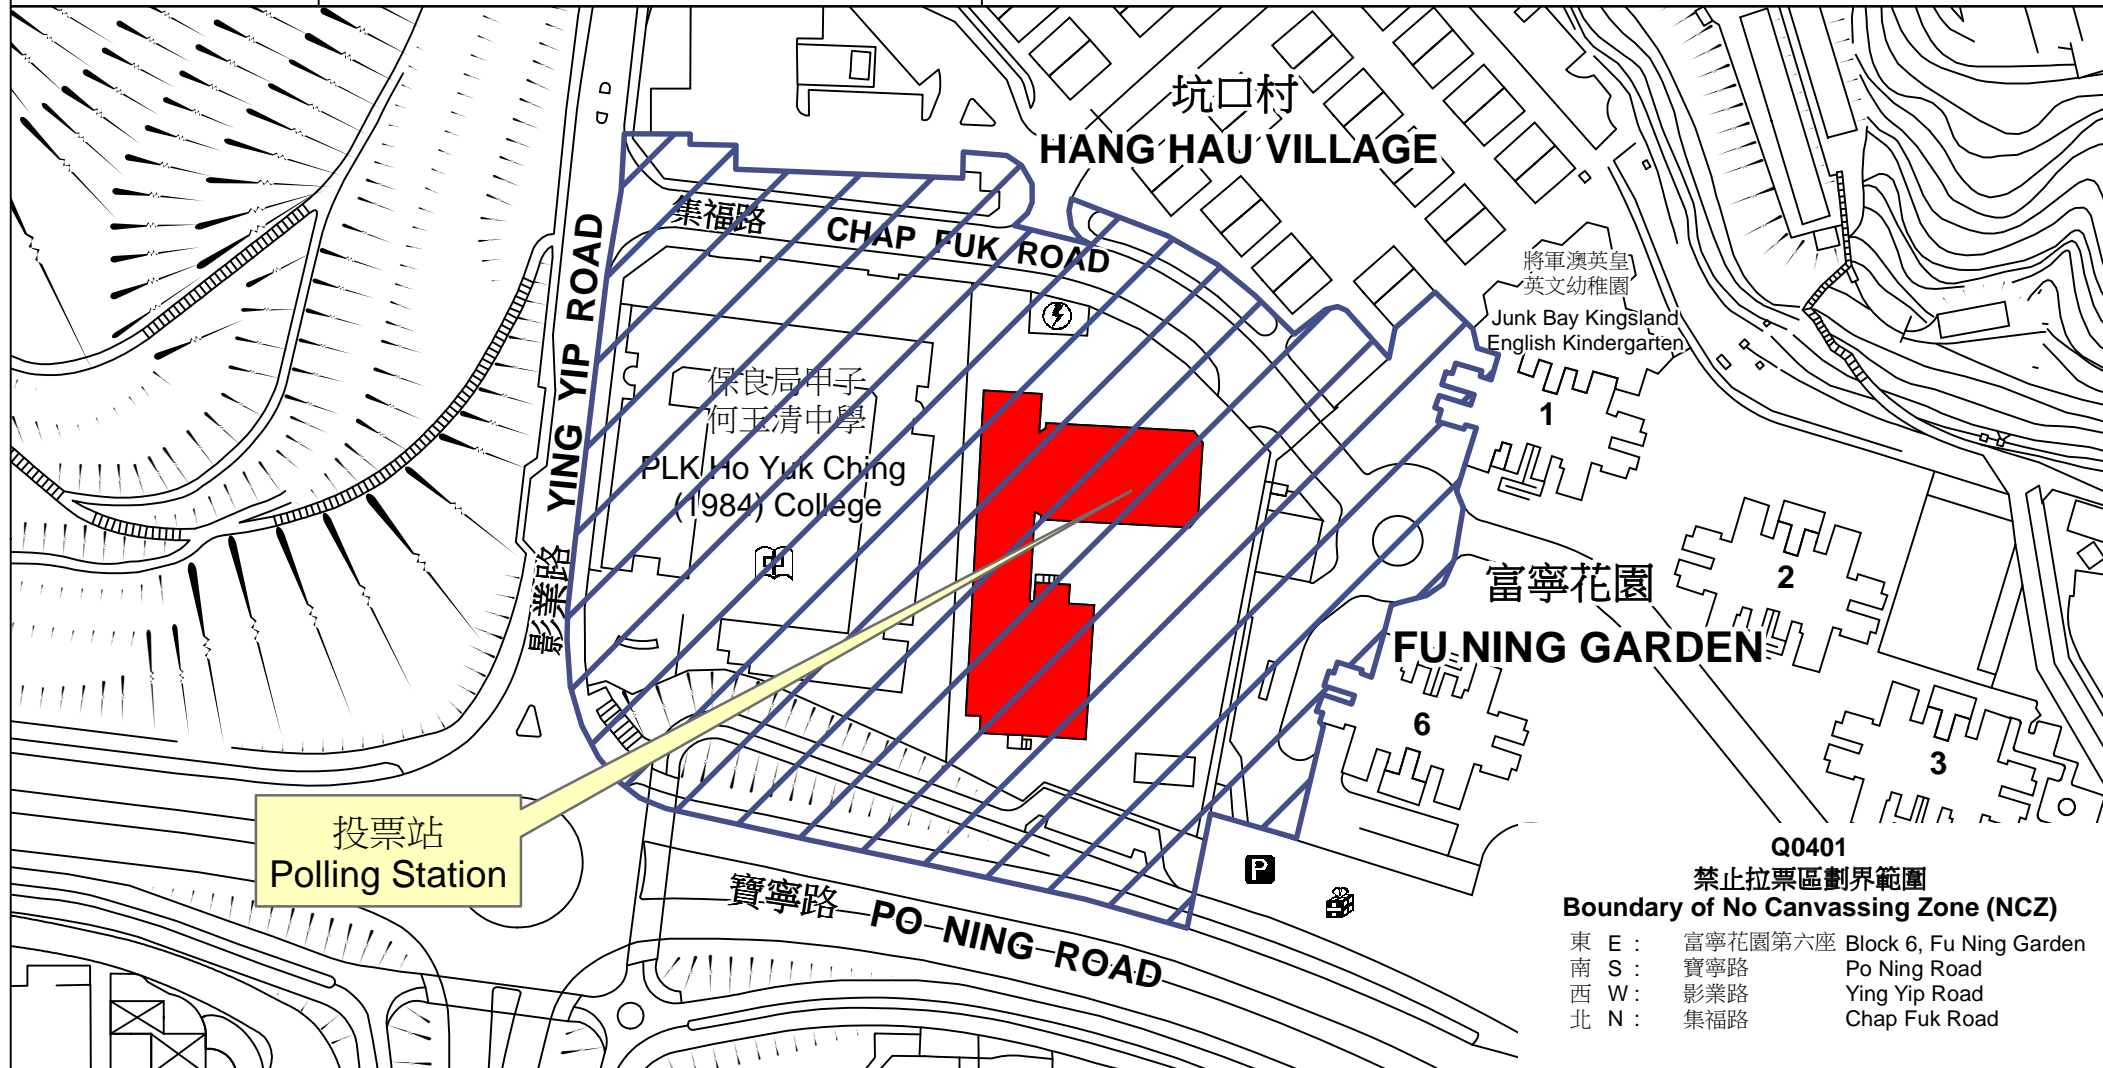 坑口村
HANG HAU VILLAGE
集福路 CHAP FUK ROAD
影業路 YING YIP ROAD
將軍澳英皇
英文幼稚園
Junk Bay Kingsland
English Kindergarten
保良局甲子
何玉清中學
PLK Ho Yuk Ching
(1984) College
1
2
富寧花園
FU NING GARDEN
6
3
投票站
Polling Station
寶寧路 PO NING ROAD
P
Q0401
禁止拉票區劃界範圍
Boundary of No Canvassing Zone (NCZ)
東 E : 富寧花園第六座 Block 6, Fu Ning Garden
南 S : 寶寧路 Po Ning Road
西 W : 影業路 Ying Yip Road
北 N : 集福路 Chap Fuk Road